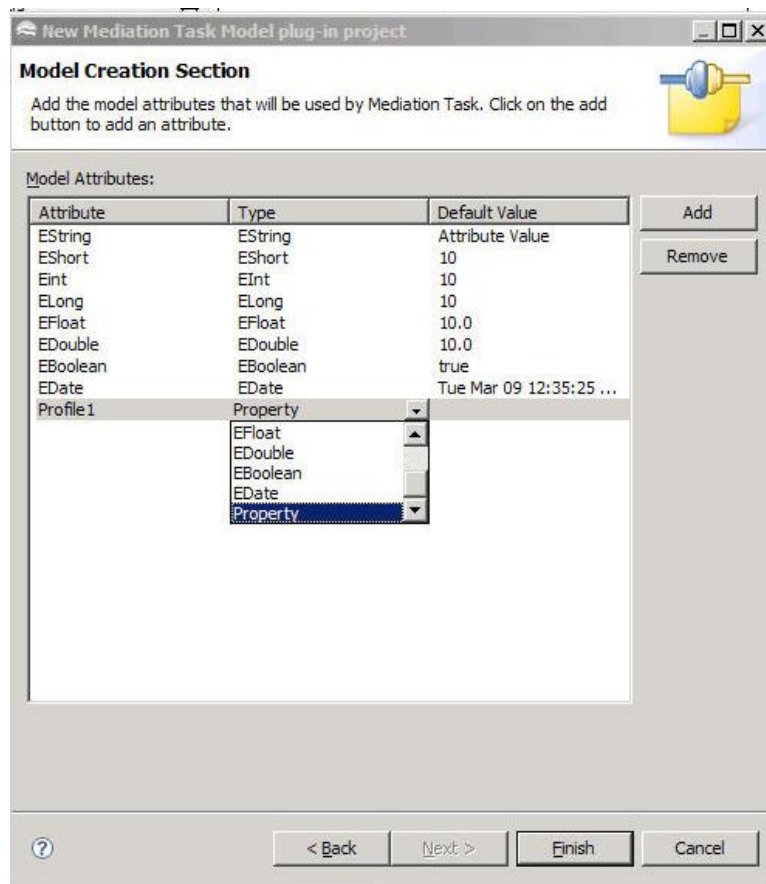 New Mediation Task Model plug-in project
Model Creation Section
Add the model attributes that will be used by Mediation Task. Click on the add
button to add an attribute.
Model Attributes:
Attribute Type Default Value Add
EString EString Attribute Value
EShort EShort 10 Remove
Eint EInt 10
ELong ELong 10
EFloat EFloat 10.0
EDouble EDouble 10.0
EBoolean EBoolean true
EDate EDate Tue Mar 09 12:35:25 ...
Profile1 Property
EFloat
EDouble
EBoolean
EDate
Property
? < Back Next > Finish Cancel